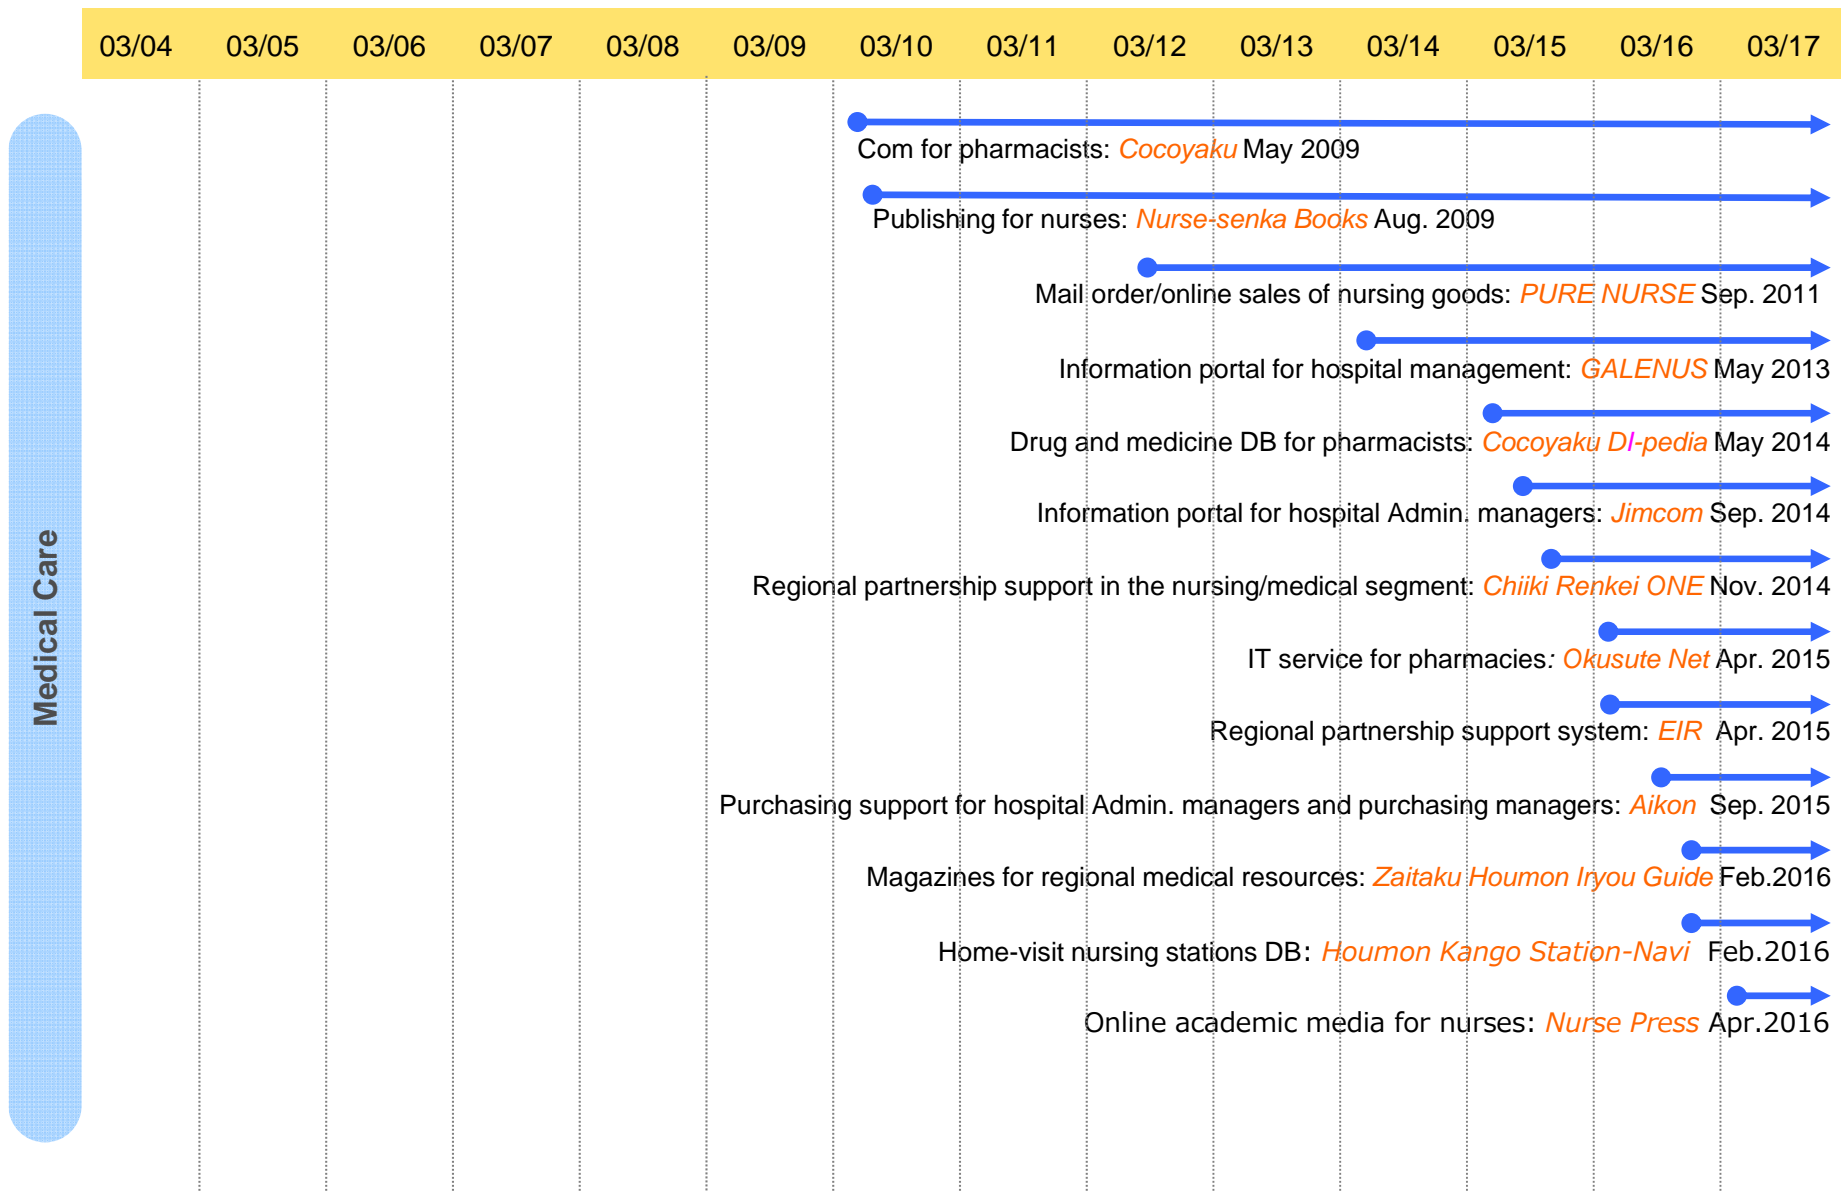 03/04 03/05 03/06 03/07 03/08 03/09 03/10 03/11 03/12 03/13 03/14 03/15 03/16 03/17
Medical Care
Com for pharmacists: Cocoyaku May 2009
Publishing for nurses: Nurse-senka Books Aug. 2009
Mail order/online sales of nursing goods: PURE NURSE Sep. 2011
Information portal for hospital management: GALENUS May 2013
Drug and medicine DB for pharmacists: Cocoyaku DI-pedia May 2014
Information portal for hospital Admin. managers: Jimcom Sep. 2014
Regional partnership support in the nursing/medical segment: Chiiki Renkei ONE Nov. 2014
IT service for pharmacies: Okusute Net Apr. 2015
Regional partnership support system: EIR Apr. 2015
Purchasing support for hospital Admin. managers and purchasing managers: Aikon Sep. 2015
Magazines for regional medical resources: Zaitaku Houmon Iryou Guide Feb.2016
Home-visit nursing stations DB: Houmon Kango Station-Navi Feb.2016
Online academic media for nurses: Nurse Press Apr.2016